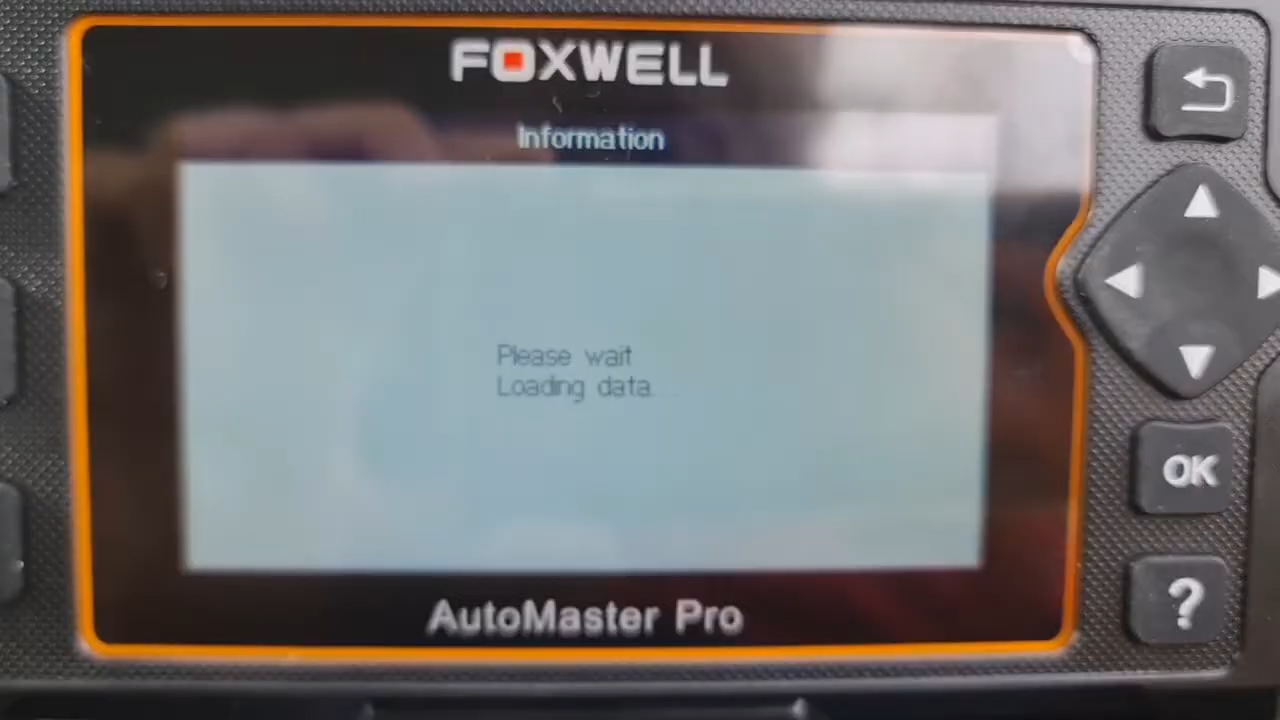 FOXWELL
Information
Please wait
Loading data...
AutoMaster Pro
OK
?